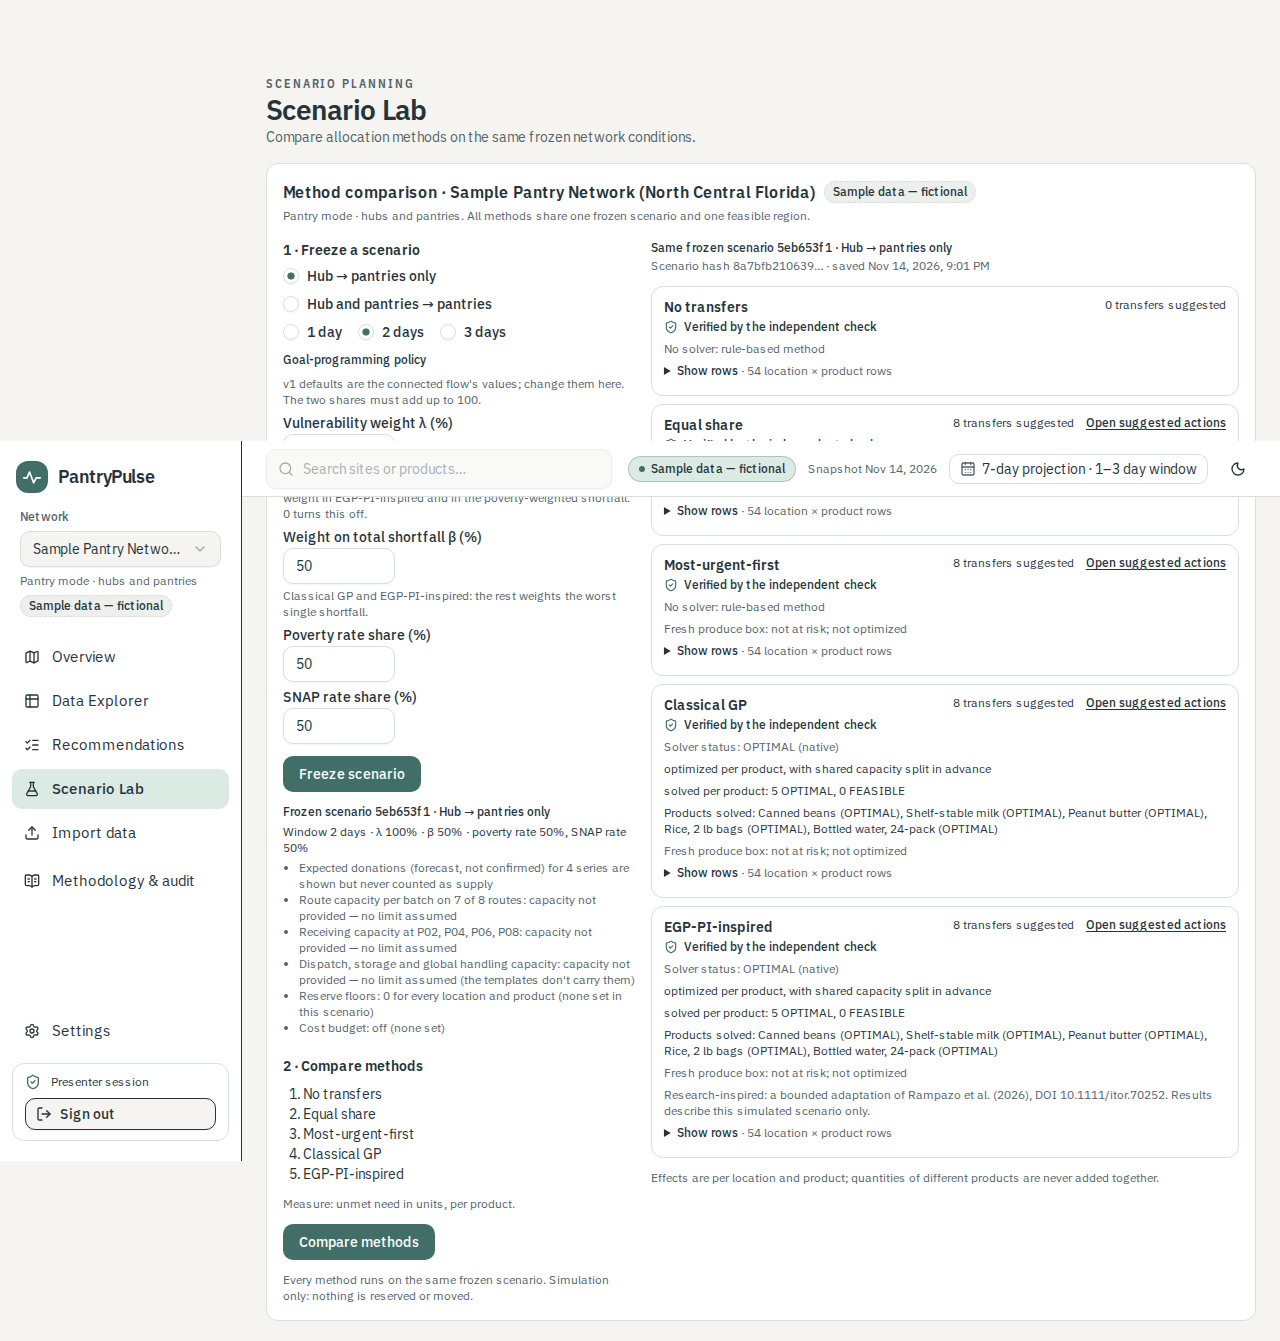 SCENARIO PLANNING
Scenario Lab
Compare allocation methods on the same frozen network conditions.
Method comparison · Sample Pantry Network (North Central Florida)
Sample data — fictional
Pantry mode · hubs and pantries. All methods share one frozen scenario and one feasible region.
1 · Freeze a scenario
Hub → pantries only
Hub and pantries → pantries
1 day
2 days
3 days
Goal-programming policy
v1 defaults are the connected flow's values; change them here.
The two shares must add up to 100.
Vulnerability weight λ (%)
weight in EGP-PI-inspired and in the poverty-weighted shortfall.
0 turns this off.
Weight on total shortfall β (%)
50
Classical GP and EGP-PI-inspired: the rest weights the worst
single shortfall.
Poverty rate share (%)
50
SNAP rate share (%)
50
Freeze scenario
Frozen scenario 5eb653f1 · Hub → pantries only
Window 2 days · λ 100% · β 50% · poverty rate 50%, SNAP rate
50%
• Expected donations (forecast, not confirmed) for 4 series are
shown but never counted as supply
• Route capacity per batch on 7 of 8 routes: capacity not
provided — no limit assumed
• Receiving capacity at P02, P04, P06, P08: capacity not
provided — no limit assumed
• Dispatch, storage and global handling capacity: capacity not
provided — no limit assumed (the templates don't carry them)
• Reserve floors: 0 for every location and product (none set in
this scenario)
• Cost budget: off (none set)
2 · Compare methods
1. No transfers
2. Equal share
3. Most-urgent-first
4. Classical GP
5. EGP-PI-inspired
Measure: unmet need in units, per product.
Compare methods
Every method runs on the same frozen scenario. Simulation
only: nothing is reserved or moved.
Same frozen scenario 5eb653f1 · Hub → pantries only
Scenario hash 8a7bfb210639… · saved Nov 14, 2026, 9:01 PM
No transfers
0 transfers suggested
Verified by the independent check
No solver: rule-based method
Show rows · 54 location × product rows
Equal share
8 transfers suggested
Open suggested actions
Show rows · 54 location × product rows
Most-urgent-first
8 transfers suggested
Open suggested actions
Verified by the independent check
No solver: rule-based method
Fresh produce box: not at risk; not optimized
Show rows · 54 location × product rows
Classical GP
8 transfers suggested
Open suggested actions
Verified by the independent check
Solver status: OPTIMAL (native)
optimized per product, with shared capacity split in advance
solved per product: 5 OPTIMAL, 0 FEASIBLE
Products solved: Canned beans (OPTIMAL), Shelf-stable milk (OPTIMAL), Peanut butter (OPTIMAL),
Rice, 2 lb bags (OPTIMAL), Bottled water, 24-pack (OPTIMAL)
Fresh produce box: not at risk; not optimized
Show rows · 54 location × product rows
EGP-PI-inspired
8 transfers suggested
Open suggested actions
Verified by the independent check
Solver status: OPTIMAL (native)
optimized per product, with shared capacity split in advance
solved per product: 5 OPTIMAL, 0 FEASIBLE
Products solved: Canned beans (OPTIMAL), Shelf-stable milk (OPTIMAL), Peanut butter (OPTIMAL),
Rice, 2 lb bags (OPTIMAL), Bottled water, 24-pack (OPTIMAL)
Fresh produce box: not at risk; not optimized
Research-inspired: a bounded adaptation of Rampazo et al. (2026), DOI 10.1111/itor.70252. Results
describe this simulated scenario only.
Show rows · 54 location × product rows
Effects are per location and product; quantities of different products are never added together.
Search sites or products…
Sample data — fictional
Snapshot Nov 14, 2026
7-day projection · 1–3 day window
PantryPulse
Network
Sample Pantry Netwo...
Pantry mode · hubs and pantries
Sample data — fictional
Overview
Data Explorer
Recommendations
Scenario Lab
Import data
Methodology & audit
Settings
Presenter session
Sign out